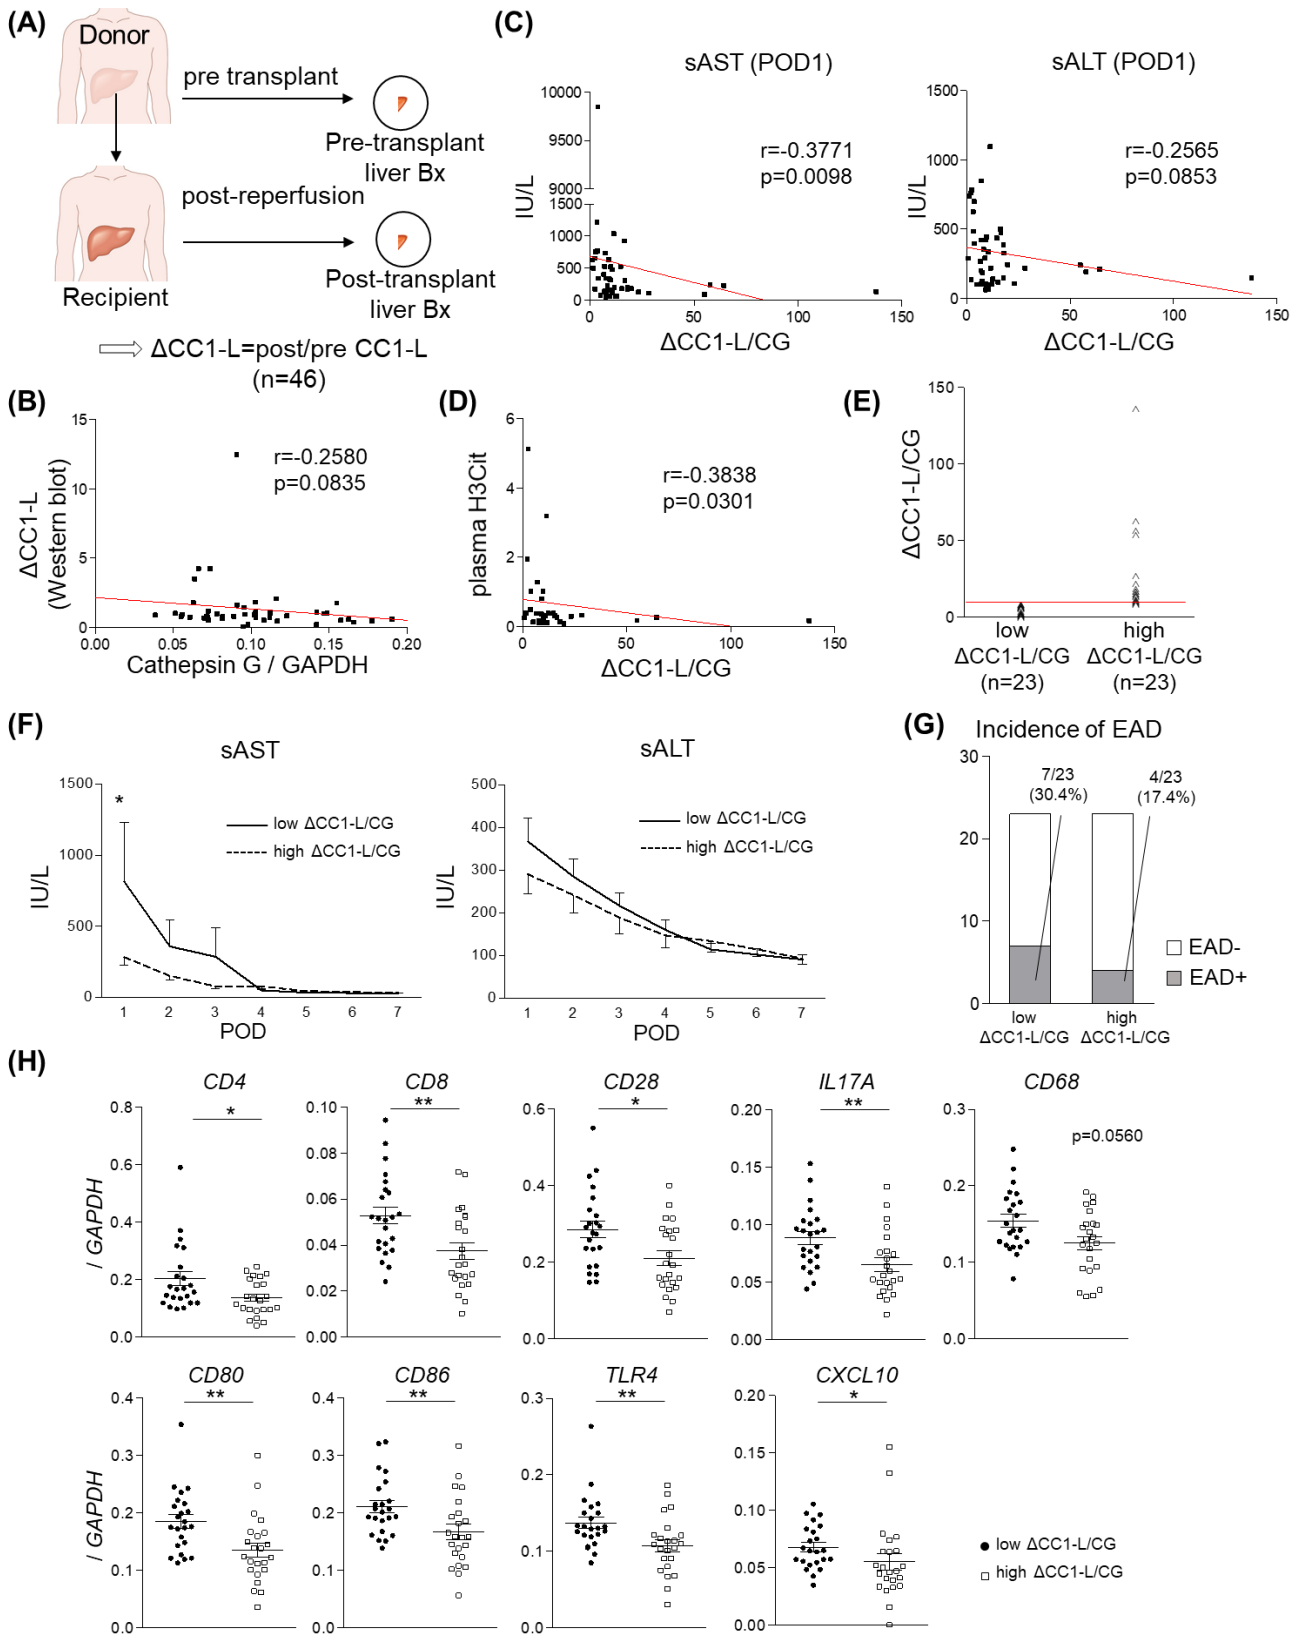 (A)
Donor
pre transplant
Pre-transplant
liver Bx
post-reperfusion
Recipient
Post-transplant
liver Bx
ΔCC1-L=post/pre CC1-L
(n=46)
(C)
sAST (POD1)
IU/L
10000
9500
9000
1500
1000
500
0
r=-0.3771
p=0.0098
0
50
100
150
ΔCC1-L/CG
sALT (POD1)
IU/L
1500
1000
500
0
r=-0.2565
p=0.0853
0
50
100
150
ΔCC1-L/CG
(B)
ΔCC1-L
(Western blot)
15
10
5
0
r=-0.2580
p=0.0835
0.00
0.05
0.10
0.15
0.20
Cathepsin G / GAPDH
(D)
plasma H3Cit
6
4
2
0
r=-0.3838
p=0.0301
0
50
100
150
ΔCC1-L/CG
(E)
ΔCC1-L/CG
150
100
50
0
low
ΔCC1-L/CG
(n=23)
high
ΔCC1-L/CG
(n=23)
(F)
sAST
IU/L
1500
1000
500
0
*
low ΔCC1-L/CG
high ΔCC1-L/CG
1
2
3
4
5
6
7
POD
sALT
IU/L
500
400
300
200
100
0
low ΔCC1-L/CG
high ΔCC1-L/CG
1
2
3
4
5
6
7
POD
(G)
Incidence of EAD
30
20
10
0
7/23
(30.4%)
4/23
(17.4%)
EAD-
EAD+
low
ΔCC1-L/CG
high
ΔCC1-L/CG
(H)
/ GAPDH
CD4
*
0.8
0.6
0.4
0.2
0.0
CD8
**
0.10
0.08
0.06
0.04
0.02
0.00
CD28
*
0.6
0.4
0.2
0.0
IL17A
**
0.20
0.15
0.10
0.05
0.00
CD68
p=0.0560
0.3
0.2
0.1
0.0
/ GAPDH
CD80
**
0.4
0.3
0.2
0.1
0.0
CD86
**
0.4
0.3
0.2
0.1
0.0
TLR4
**
0.3
0.2
0.1
0.0
CXCL10
*
0.20
0.15
0.10
0.05
0.00
low ΔCC1-L/CG
high ΔCC1-L/CG